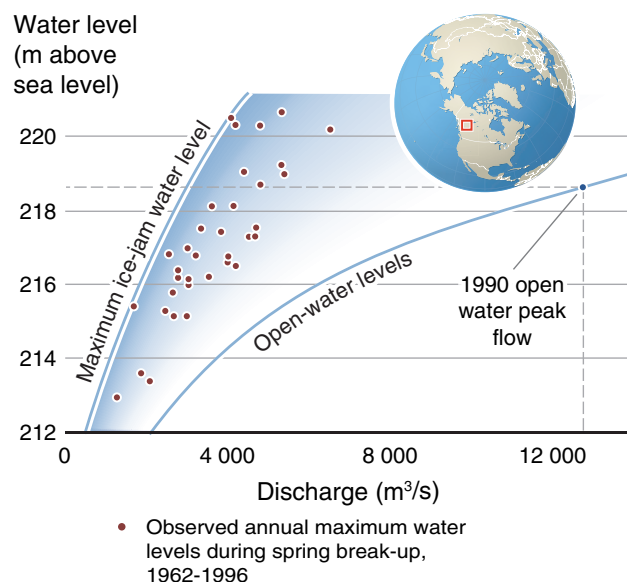 Water level
(m above
sea level)
220
218
216
214
212
Maximum ice-jam water level
Open-water levels
1990 open
water peak
flow
0
4 000
8 000
12 000
Discharge (m³/s)
Observed annual maximum water
levels during spring break-up,
1962-1996